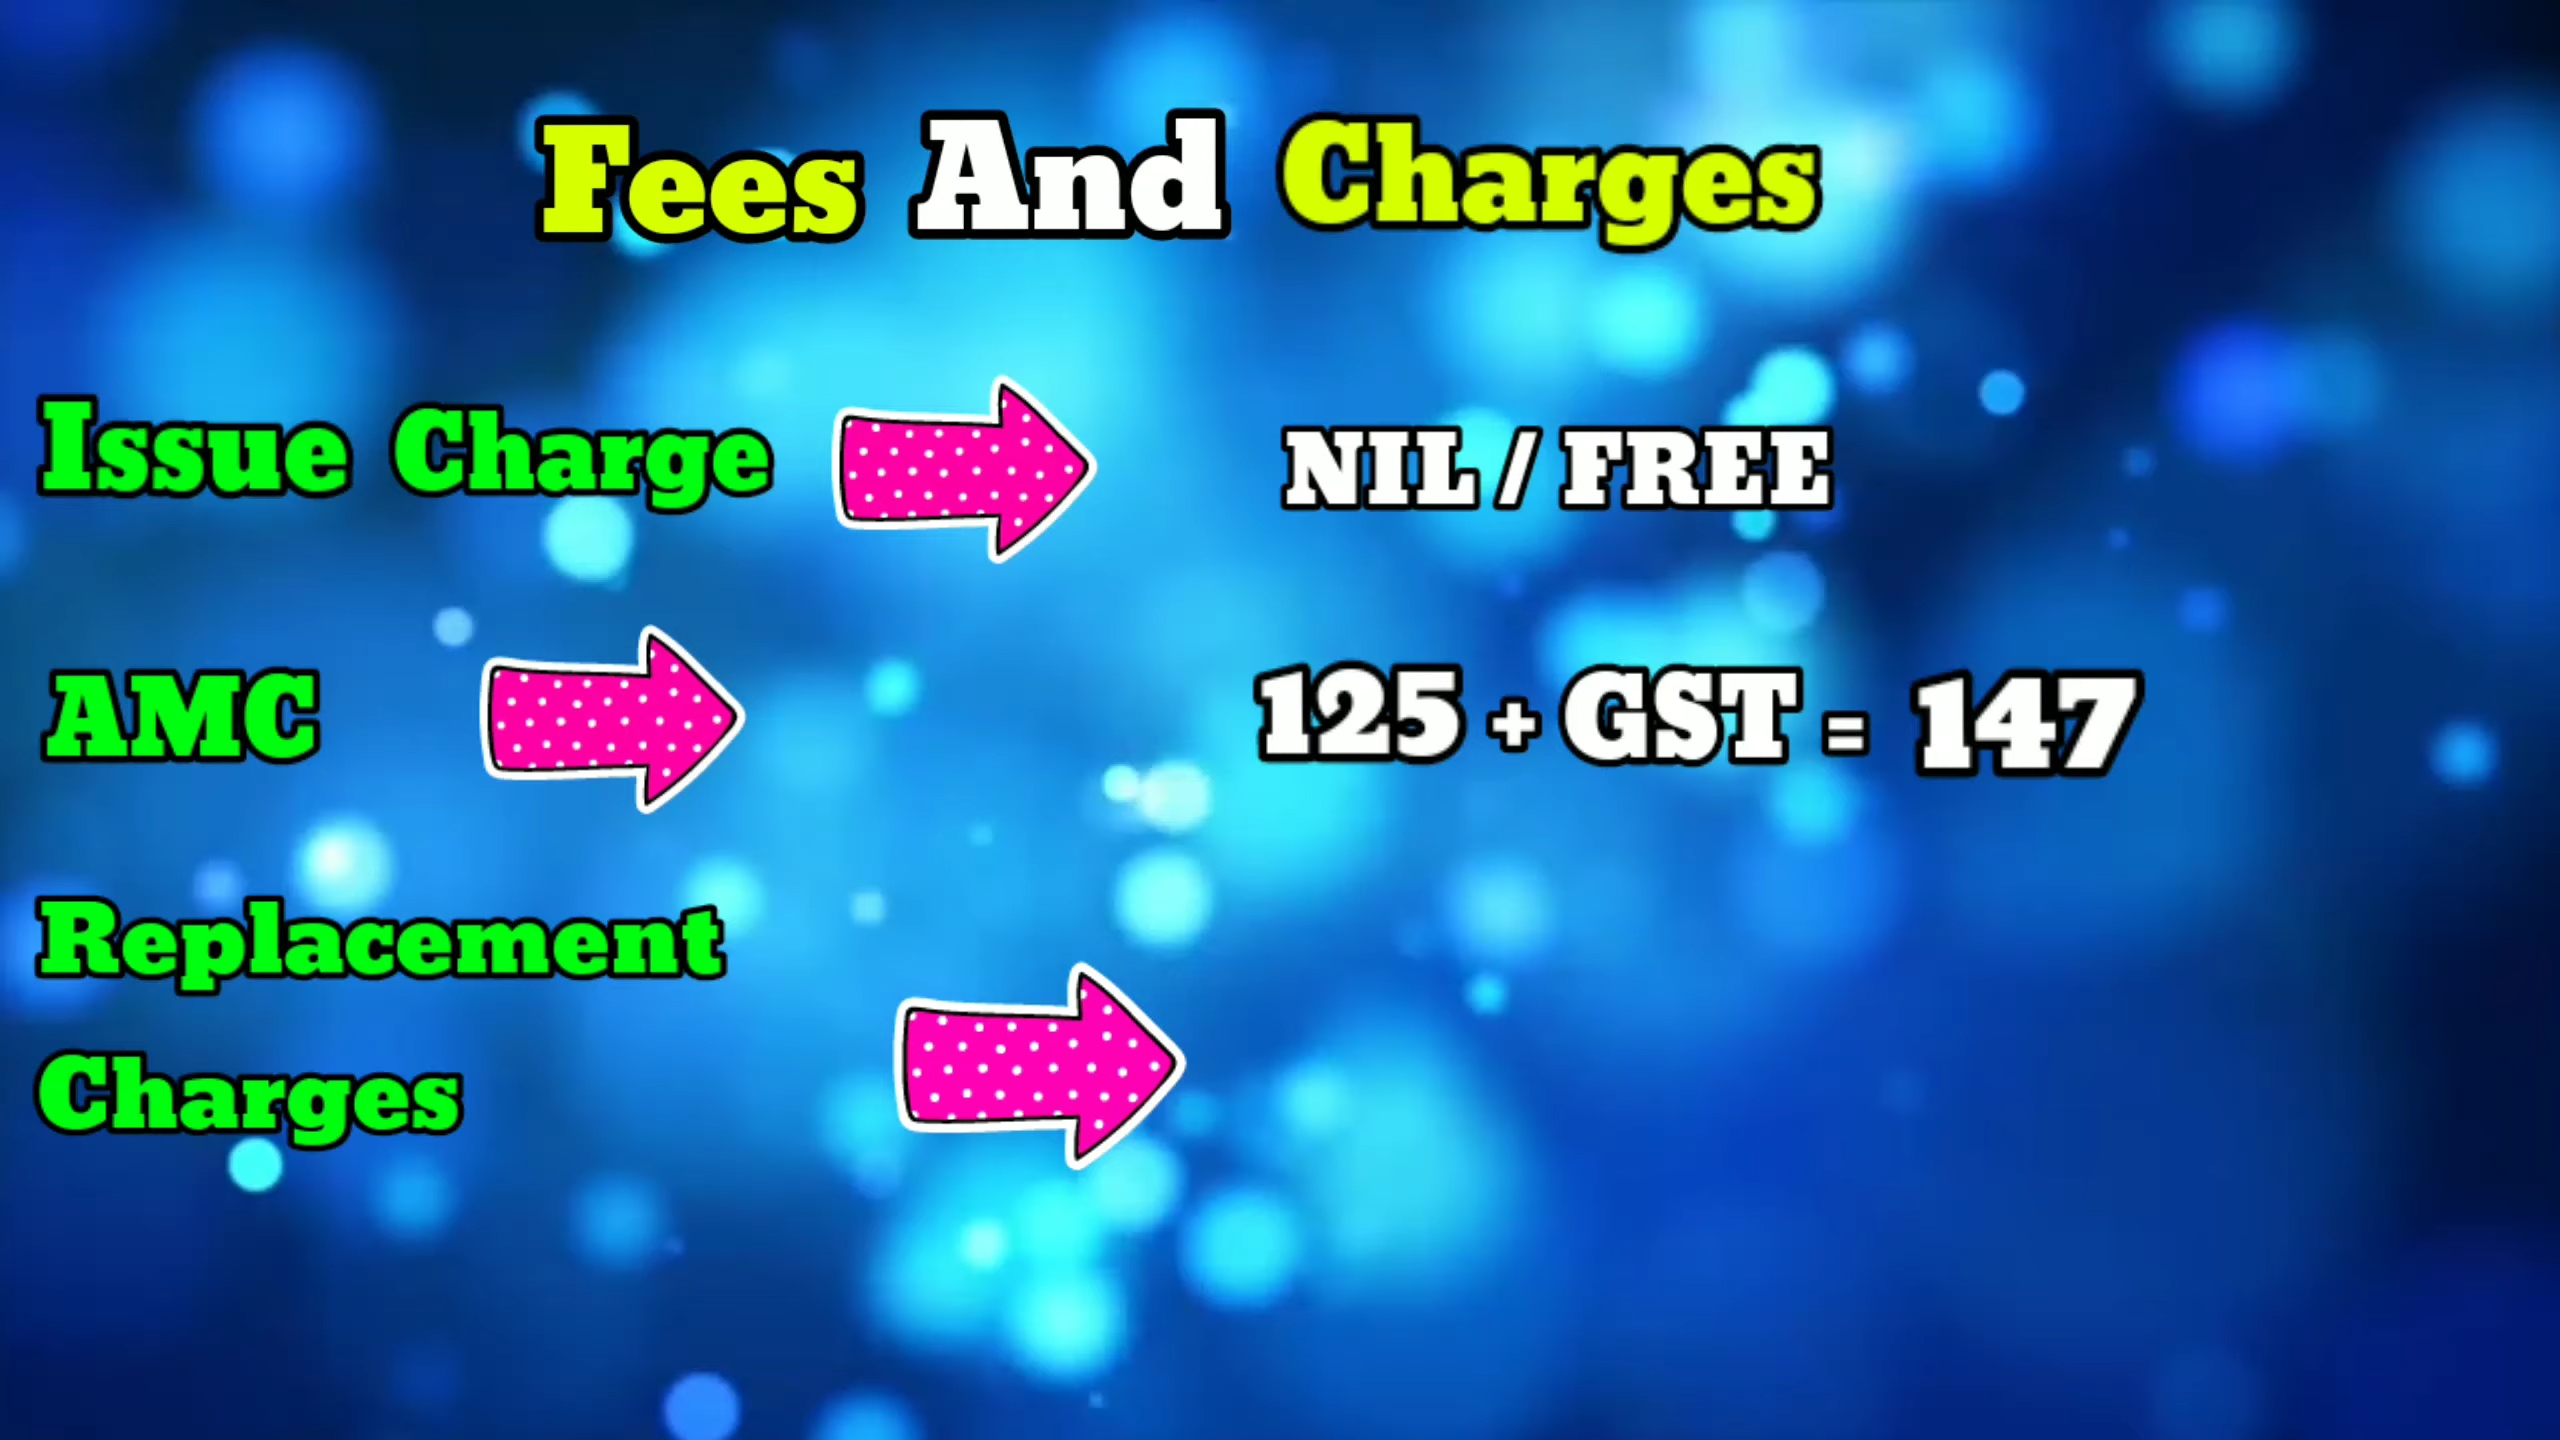 Fees And Charges
Issue Charge NIL / FREE
AMC 125 + GST = 147
Replacement
Charges